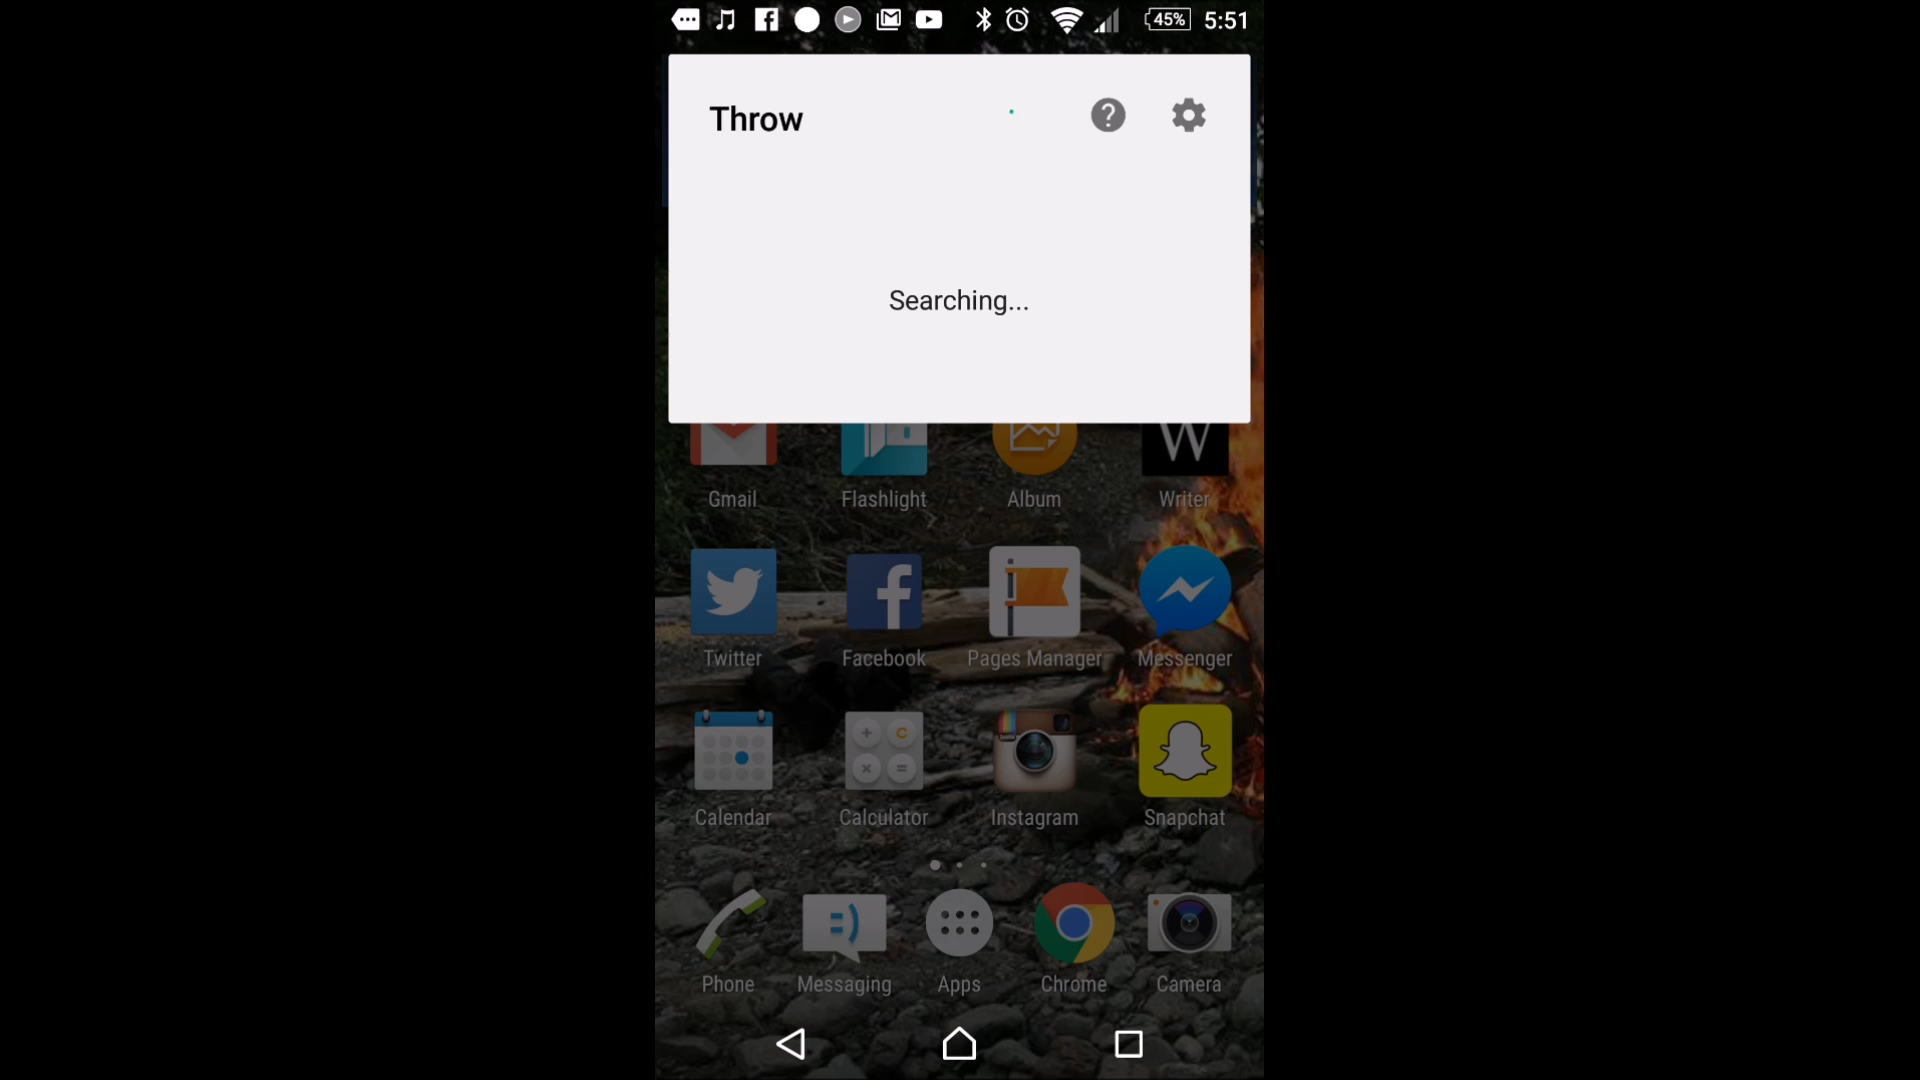 45% 5:51
Throw
Searching...
W
Gmail Flashlight Album Writer
Twitter Facebook Pages Manager Messenger
Calendar Calculator Instagram Snapchat
Phone Messaging Apps Chrome Camera